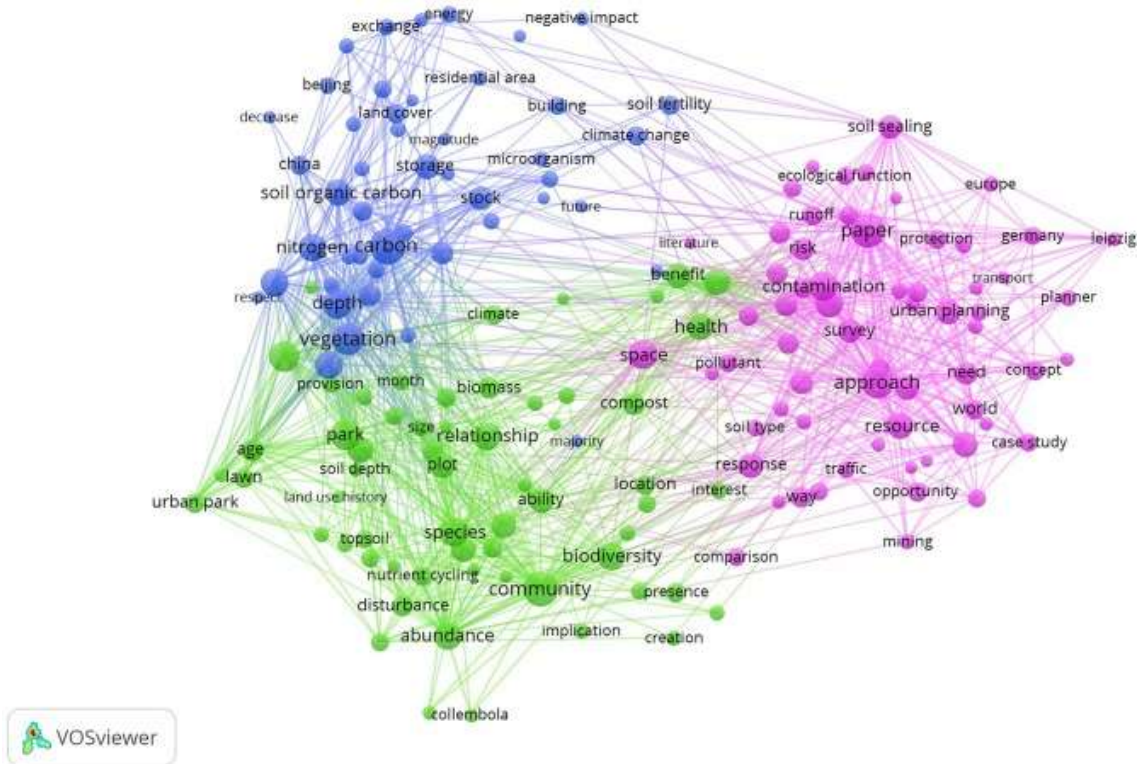 energy
negative impact
exchange
residential area
beijing
building
soil fertility
decrease
land cover
climate change
soil sealing
magnitude
china
storage
microorganism
ecological function
europe
soil organic carbon
stock
future
runoff
paper
nitrogen
carbon
literature
risk
protection
germany
leipzig
benefit
respect
depth
contamination
transport
planner
climate
health
survey
urban planning
vegetation
space
pollutant
provision
month
biomass
approach
need
concept
compost
world
park
size
relationship
majority
soil type
resource
case study
age
soil depth
plot
response
traffic
lawn
location
interest
opportunity
urban park
land use history
ability
way
topsoil
species
biodiversity
comparison
mining
nutrient cycling
community
presence
disturbance
abundance
implication
creation
collembola
VOSviewer